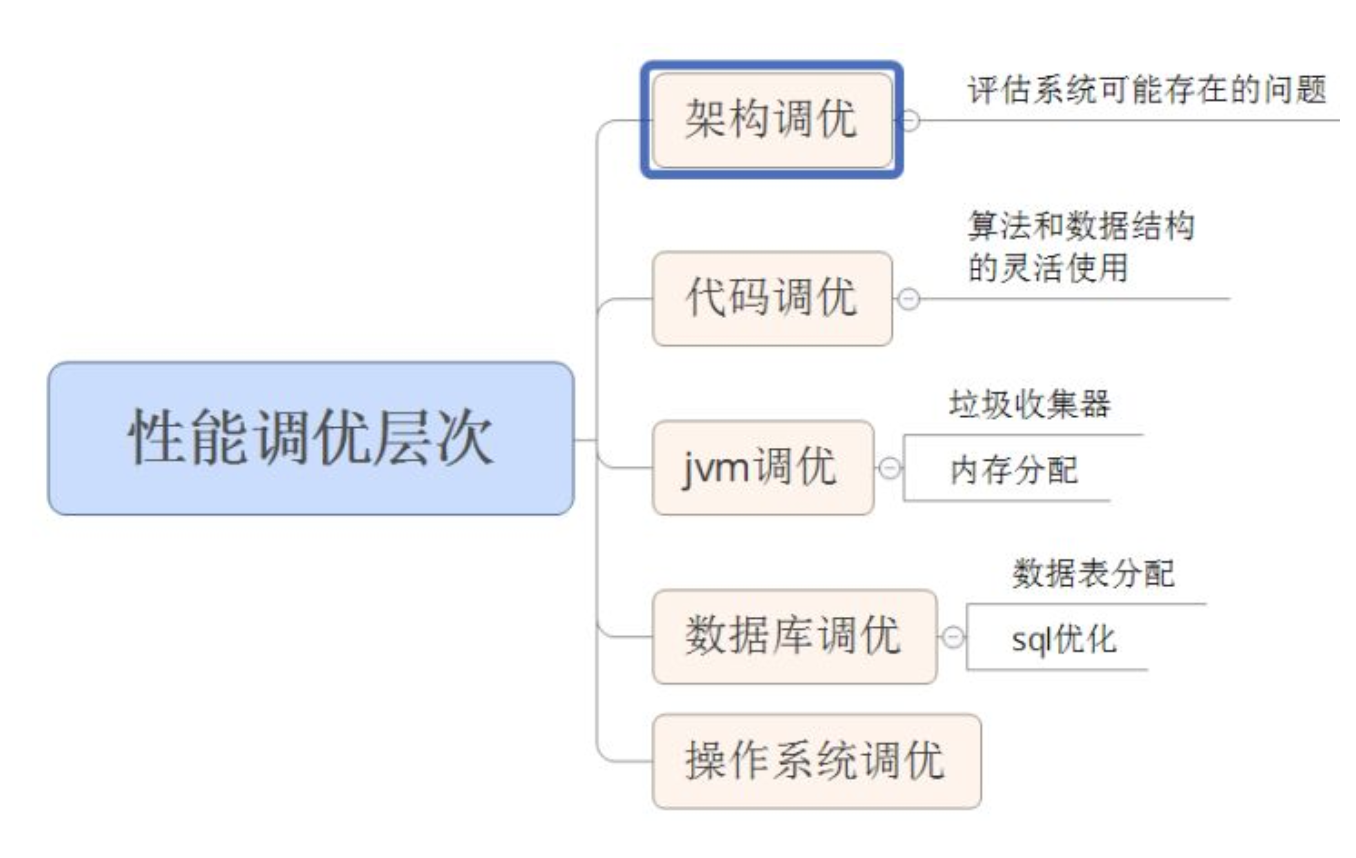 性能调优层次
架构调优
评估系统可能存在的问题
代码调优
算法和数据结构
的灵活使用
jvm调优
垃圾收集器
内存分配
数据库调优
数据表分配
sql优化
操作系统调优